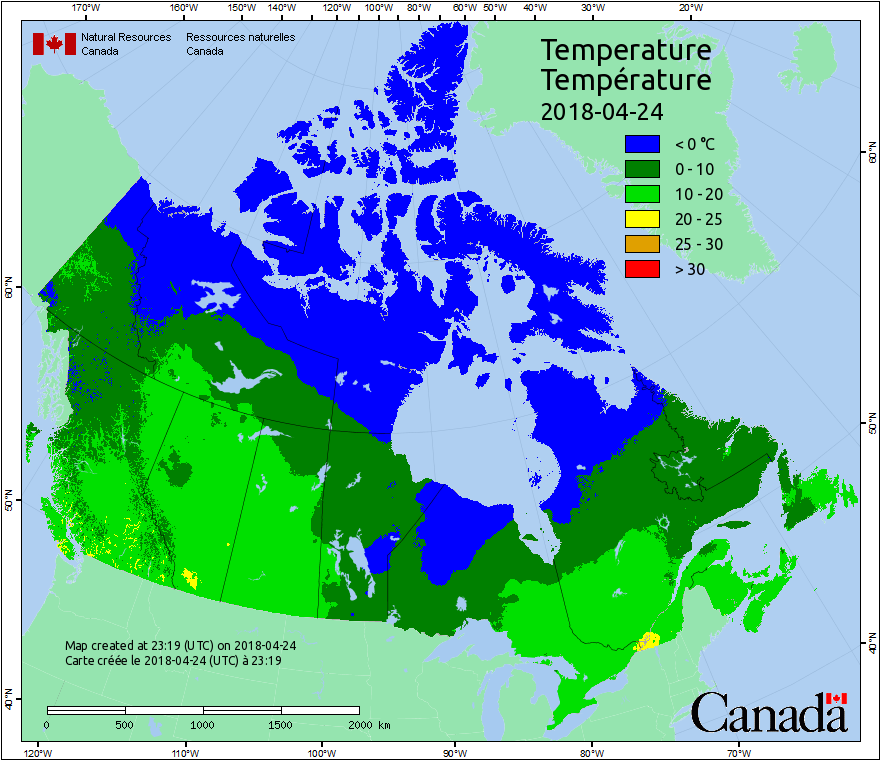 170°W 160°W 150°W 140°W 120°W 100°W 80°W 60°W 50°W 40°W 30°W 20°W
Natural Resources Ressources naturelles
Canada Canada
Temperature
Température
2018-04-24
< 0 °C
0 - 10
10 - 20
20 - 25
25 - 30
> 30
60°N
60°N
50°N
50°N
40°N
40°N
Map created at 23:19 (UTC) on 2018-04-24
Carte créée le 2018-04-24 (UTC) à 23:19
0 500 1000 1500 2000 km
Canada
120°W 110°W 100°W 90°W 80°W 70°W